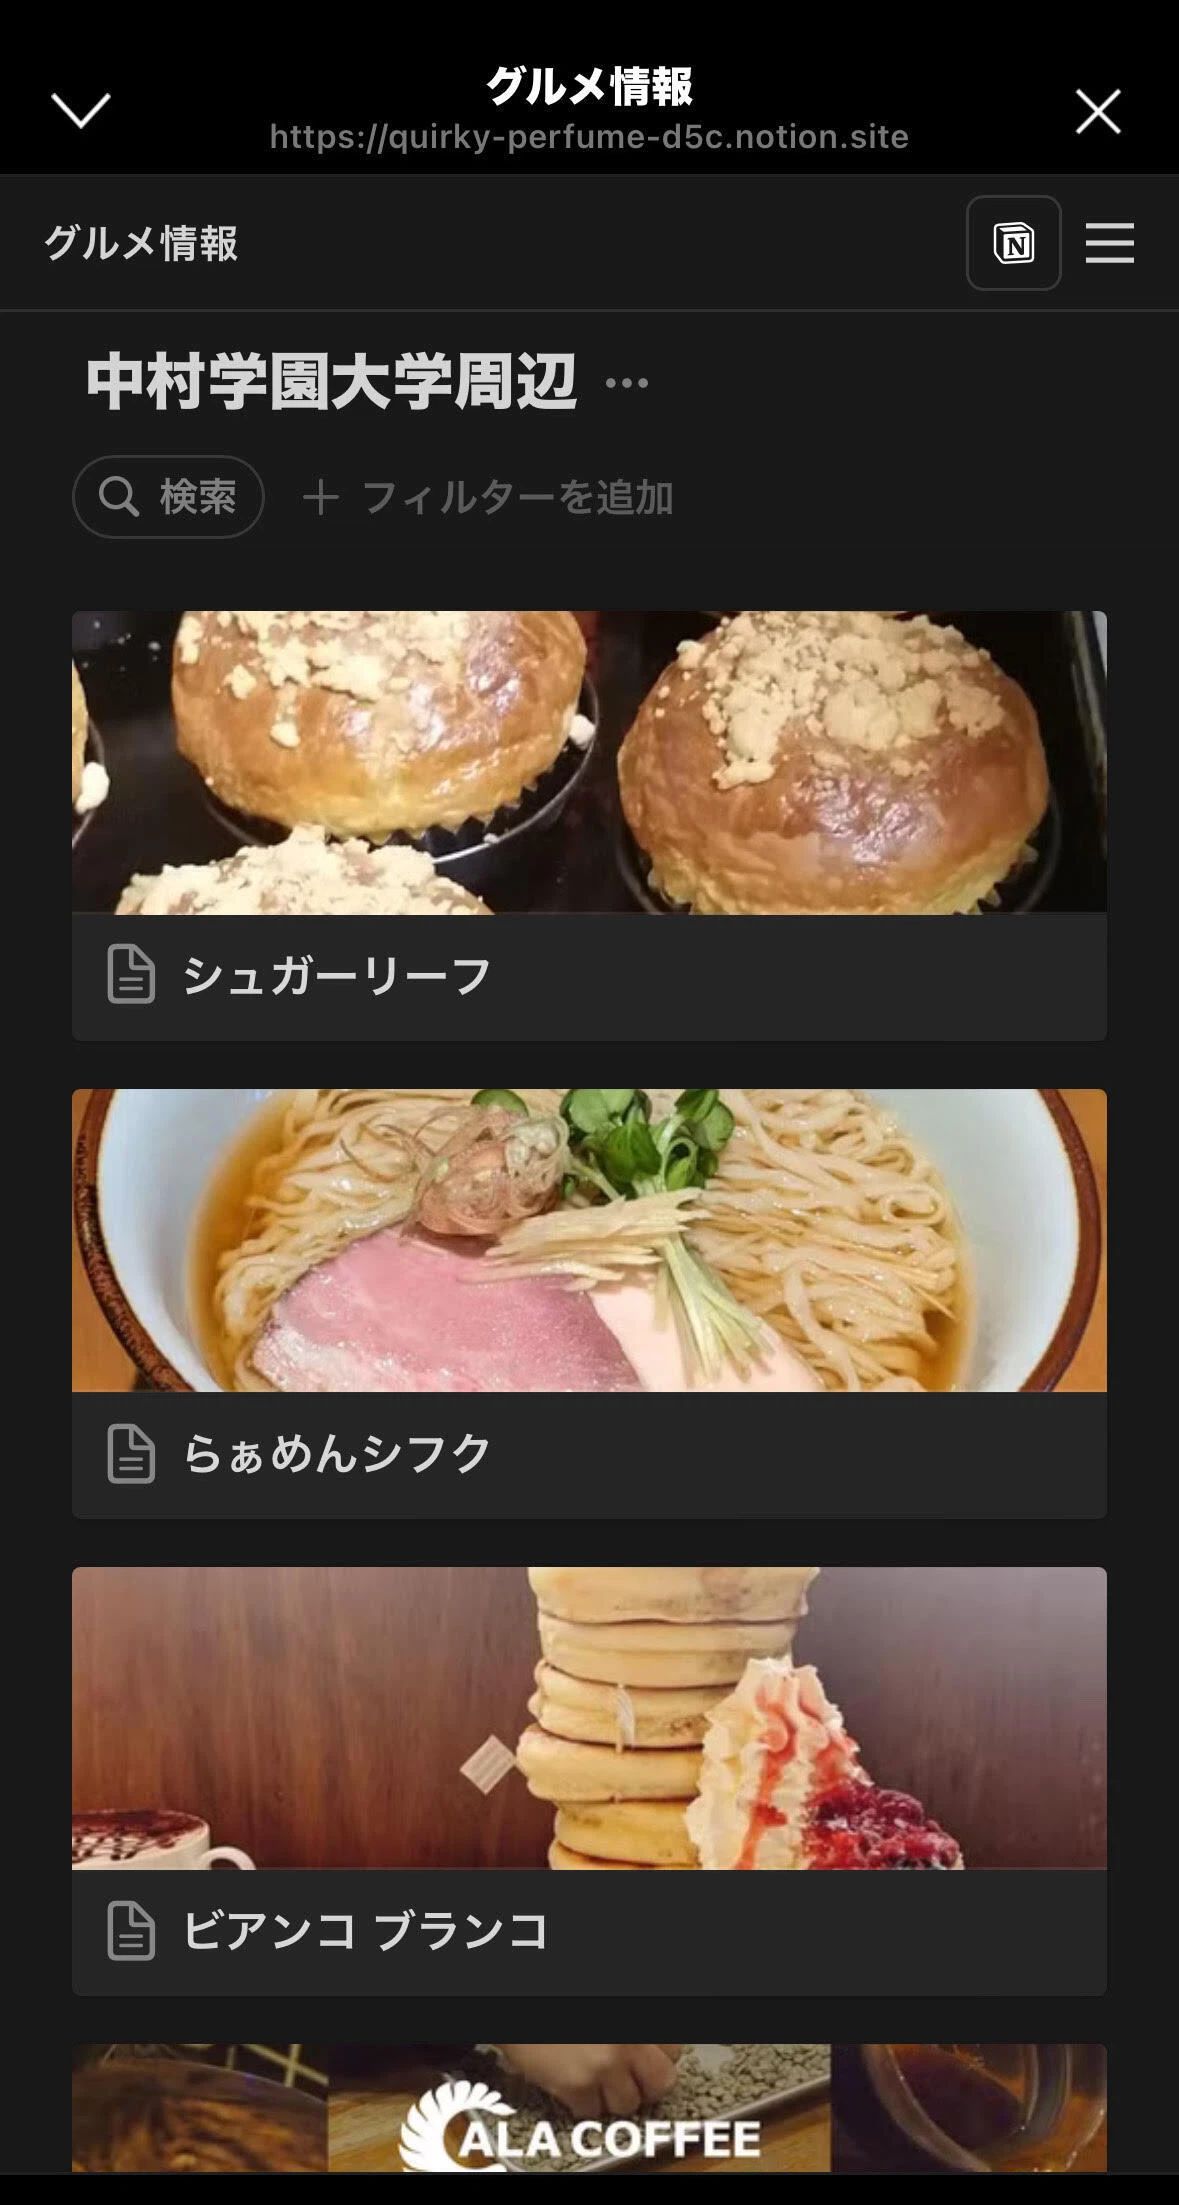 グルメ情報
https://quirky-perfume-d5c.notion.site
グルメ情報
中村学園大学周辺 ...
検索 + フィルターを追加
シュガーリーフ
らぁめんシフク
ビアンコ ブランコ
ALA COFFEE